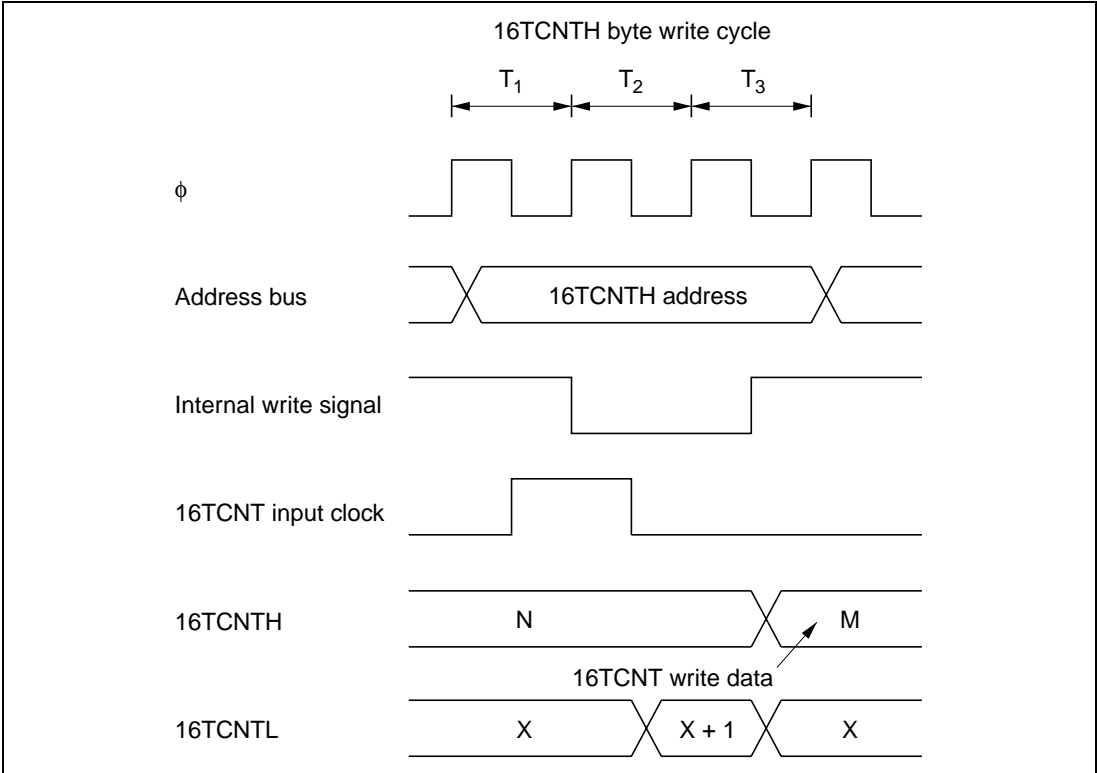 16TCNTH byte write cycle
T1 T2 T3
φ
Address bus 16TCNTH address
Internal write signal
16TCNT input clock
16TCNTH N M
16TCNT write data
16TCNTL X X + 1 X